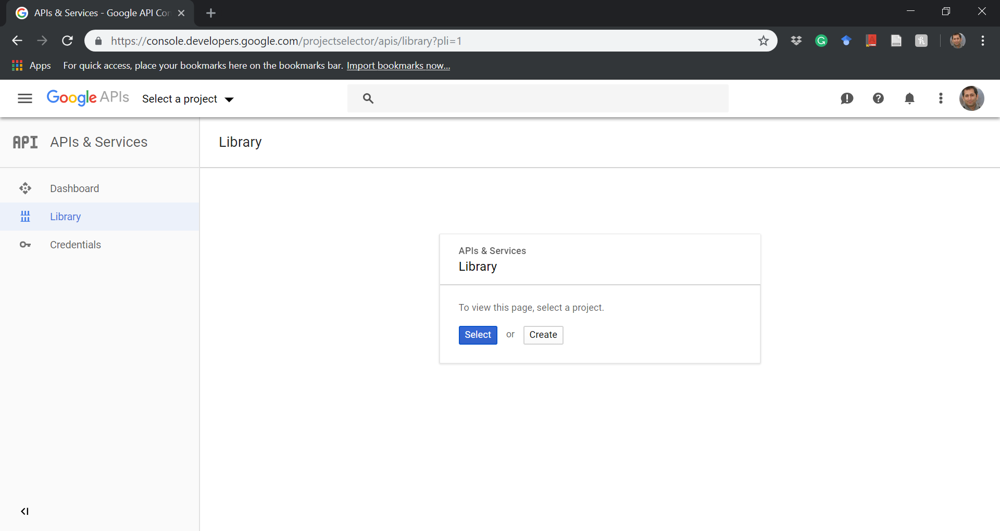 APIs & Services - Google API Con
https://console.developers.google.com/projectselector/apis/library?pli=1
Apps For quick access, place your bookmarks here on the bookmarks bar. Import bookmarks now...
Google APIs Select a project
API APIs & Services
Library
Dashboard
Library
Credentials
APIs & Services
Library
To view this page, select a project.
Select or Create